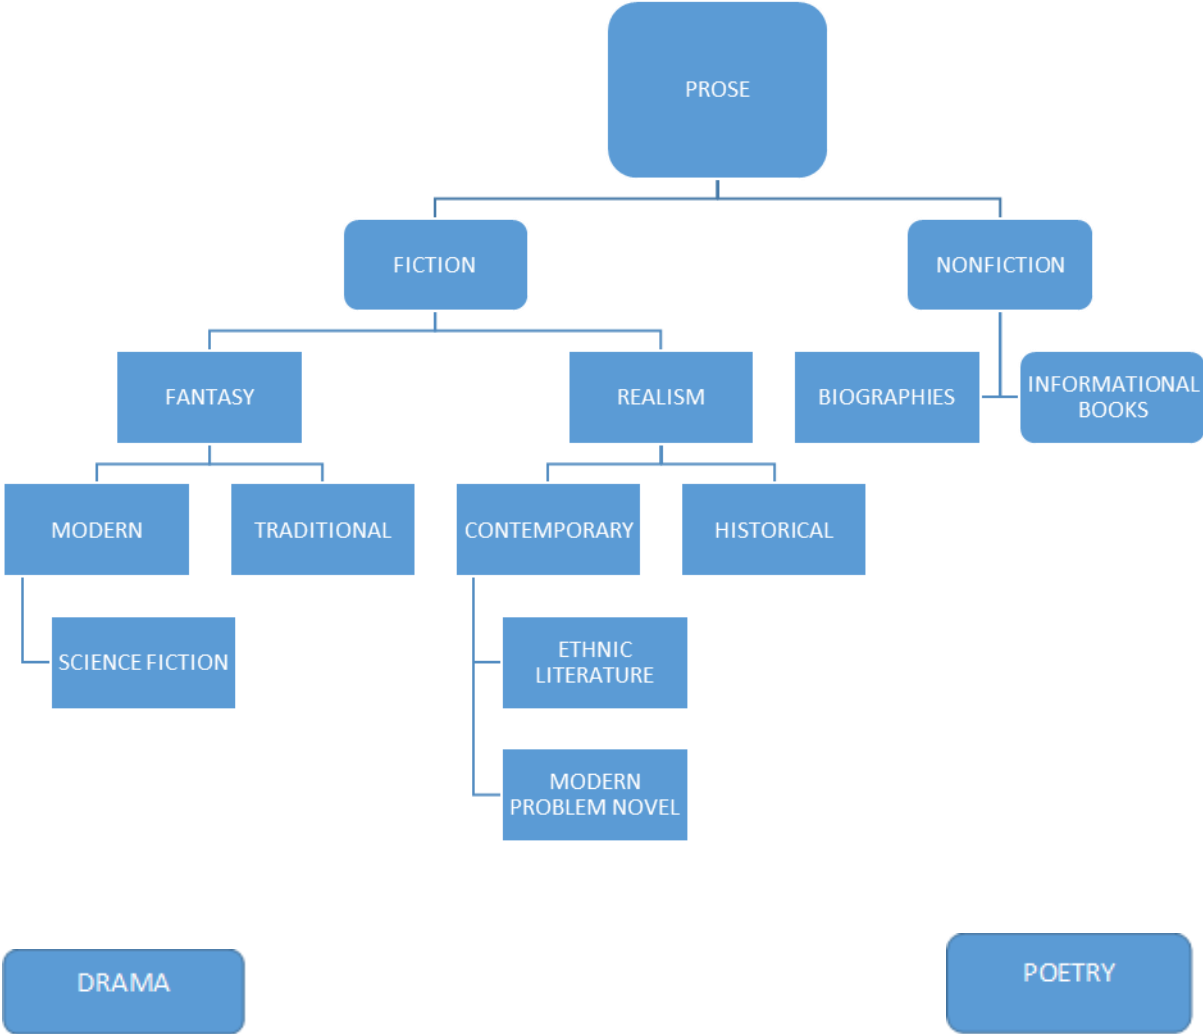 PROSE
FICTION
NONFICTION
FANTASY
REALISM
BIOGRAPHIES
INFORMATIONAL
BOOKS
MODERN
TRADITIONAL
CONTEMPORARY
HISTORICAL
SCIENCE FICTION
ETHNIC
LITERATURE
MODERN
PROBLEM NOVEL
DRAMA
POETRY